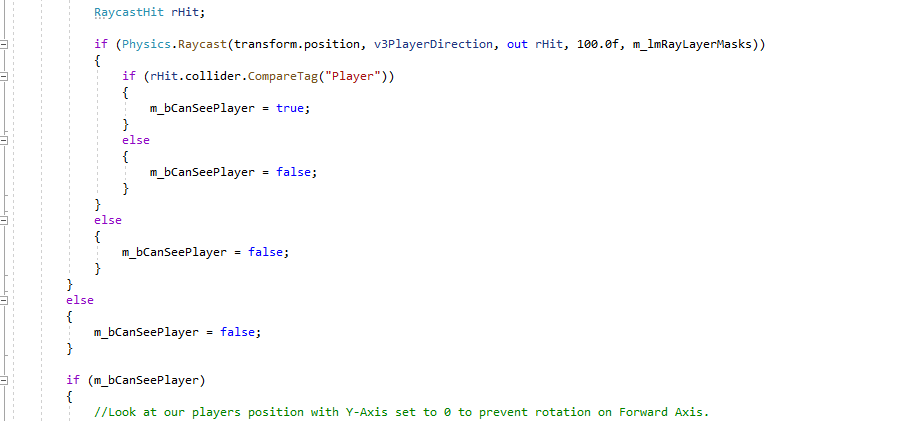 RaycastHit rHit;
if (Physics.Raycast(transform.position, v3PlayerDirection, out rHit, 100.0f, m_lmRayLayerMasks))
{
if (rHit.collider.CompareTag("Player"))
{
m_bCanSeePlayer = true;
}
else
{
m_bCanSeePlayer = false;
}
}
else
{
m_bCanSeePlayer = false;
}
}
else
{
m_bCanSeePlayer = false;
}
if (m_bCanSeePlayer)
{
//Look at our players position with Y-Axis set to 0 to prevent rotation on Forward Axis.